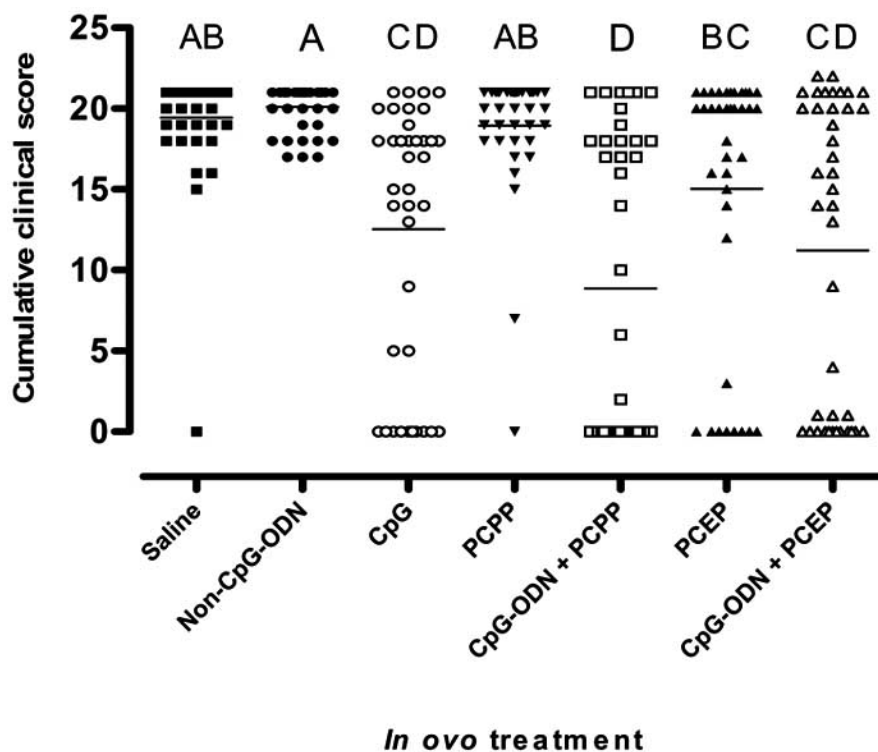 25
AB A CD AB D BC CD
20
15
10
5
0
Cumulative clinical score
Saline
Non-CpG-ODN
CpG
PCPP
CpG-ODN + PCPP
PCEP
CpG-ODN + PCEP
In ovo treatment